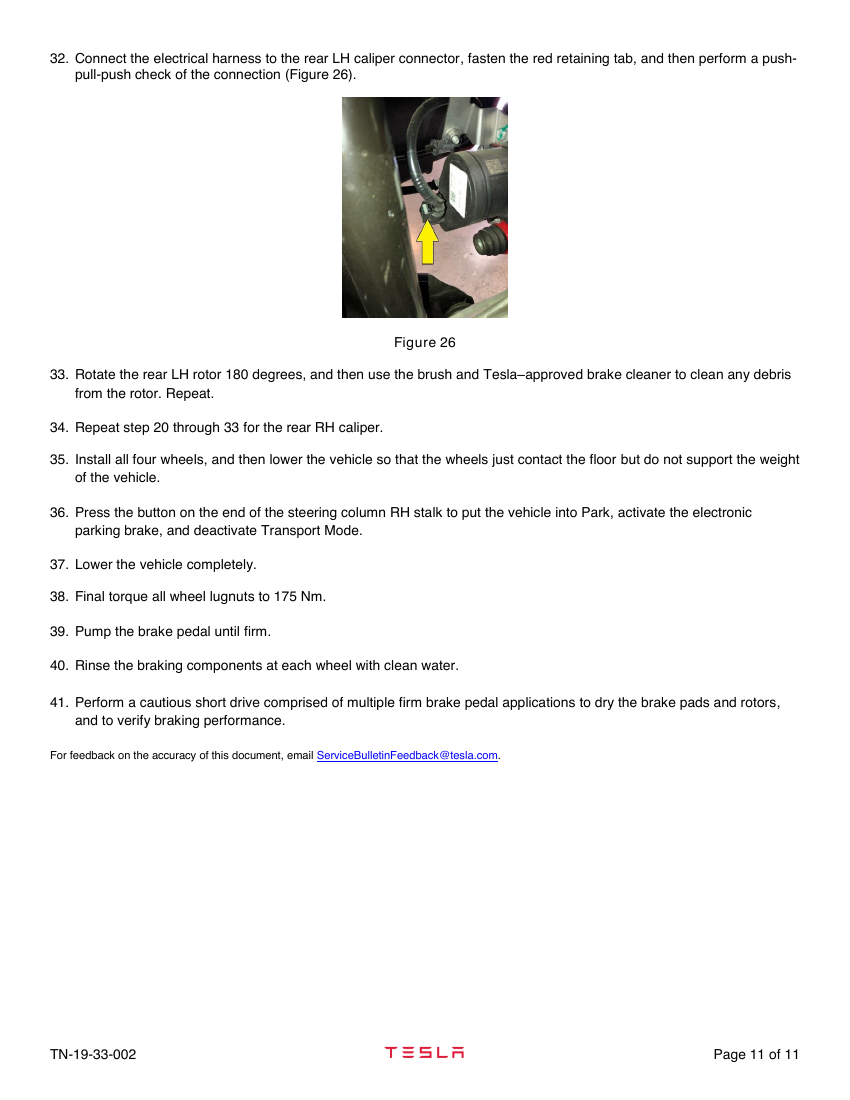 32. Connect the electrical harness to the rear LH caliper connector, fasten the red retaining tab, and then perform a push-
pull-push check of the connection (Figure 26).
Figure 26
33. Rotate the rear LH rotor 180 degrees, and then use the brush and Tesla–approved brake cleaner to clean any debris
from the rotor. Repeat.
34. Repeat step 20 through 33 for the rear RH caliper.
35. Install all four wheels, and then lower the vehicle so that the wheels just contact the floor but do not support the weight
of the vehicle.
36. Press the button on the end of the steering column RH stalk to put the vehicle into Park, activate the electronic
parking brake, and deactivate Transport Mode.
37. Lower the vehicle completely.
38. Final torque all wheel lugnuts to 175 Nm.
39. Pump the brake pedal until firm.
40. Rinse the braking components at each wheel with clean water.
41. Perform a cautious short drive comprised of multiple firm brake pedal applications to dry the brake pads and rotors,
and to verify braking performance.
For feedback on the accuracy of this document, email ServiceBulletinFeedback@tesla.com.
TN-19-33-002 TESLA Page 11 of 11